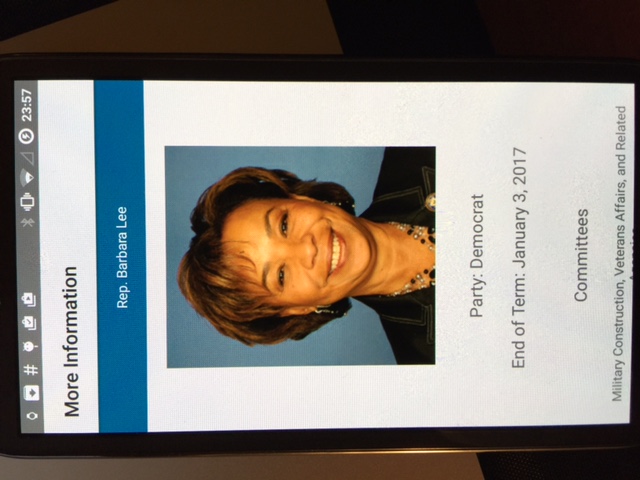 23:57
More Information
Rep. Barbara Lee
Party: Democrat
End of Term: January 3, 2017
Committees
Military Construction, Veterans Affairs, and Related